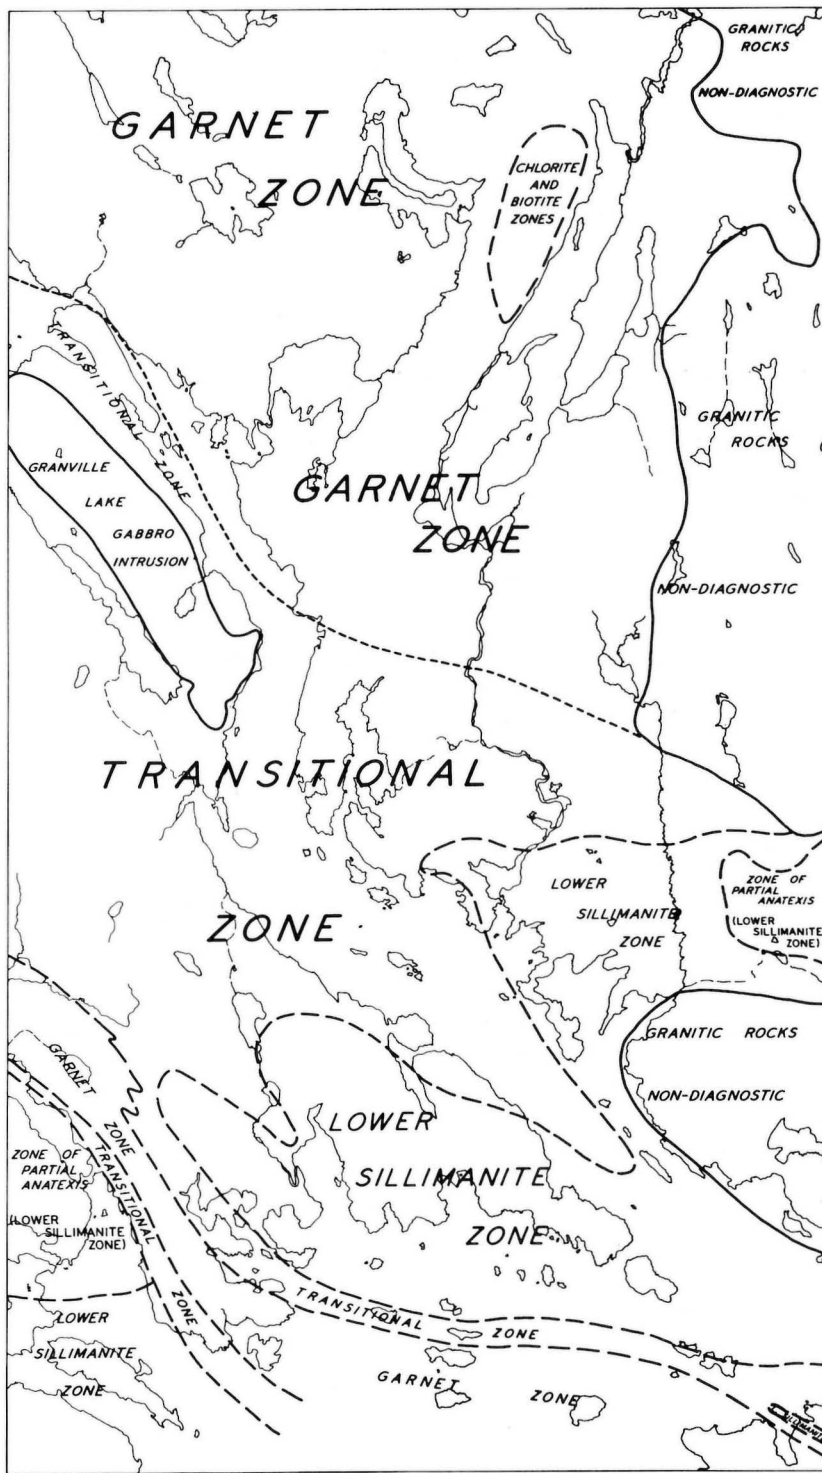 GRANITIC
ROCKS
NON-DIAGNOSTIC
GARNET
ZONE
CHLORITE
AND
BIOTITE
ZONES
TRANSITIONAL
ZONE
GRANVILLE
LAKE
GABBRO
INTRUSION
GRANITIC
ROCKS
GARNET
ZONE
NON-DIAGNOSTIC
TRANSITIONAL
ZONE
LOWER
SILLIMANITE
ZONE
ZONE OF
PARTIAL
ANATEXIS
(LOWER
SILLIMANITE
ZONE)
GRANITIC ROCKS
NON-DIAGNOSTIC
GARNET
ZONE
TRANSITIONAL
ZONE
ZONE OF
PARTIAL
ANATEXIS
(LOWER
SILLIMANITE
ZONE)
LOWER
SILLIMANITE
ZONE
LOWER
SILLIMANITE
ZONE
TRANSITIONAL
ZONE
GARNET
ZONE